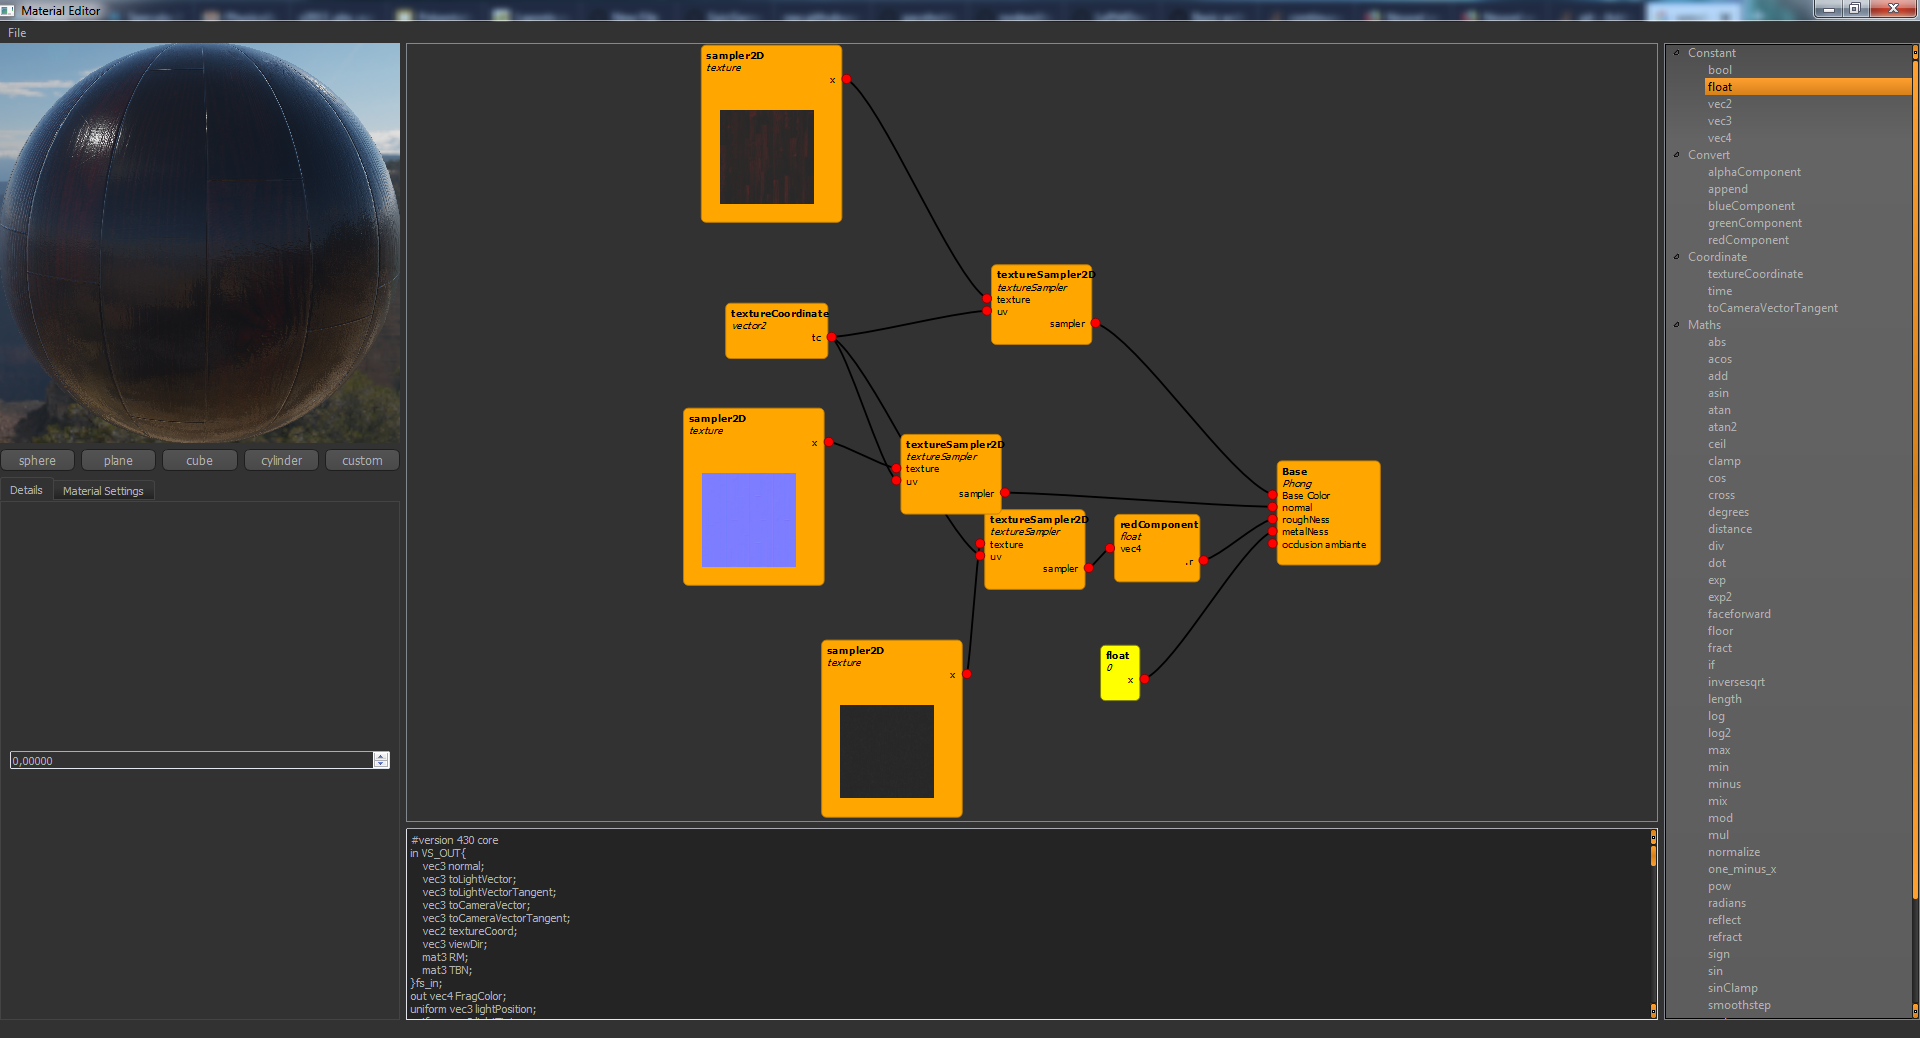 Material Editor
File
sphere
plane
cube
cylinder
custom
Details
Material Settings
0,00000
sampler2D
texture
x
textureSampler2D
textureSampler
texture
uv
sampler
textureCoordinate
vector2
tc
sampler2D
texture
x
textureSampler2D
textureSampler
texture
uv
sampler
textureSampler2D
textureSampler
texture
uv
sampler
redComponent
float
vec4
.r
Base
Phong
Base Color
normal
roughNess
metalNess
occlusion ambiante
sampler2D
texture
x
float
0
x
#version 430 core
in VS_OUT{
vec3 normal;
vec3 toLightVector;
vec3 toLightVectorTangent;
vec3 toCameraVector;
vec3 toCameraVectorTangent;
vec2 textureCoord;
vec3 viewDir;
mat3 RM;
mat3 TBN;
}fs_in;
out vec4 FragColor;
uniform vec3 lightPosition;
Constant
bool
float
vec2
vec3
vec4
Convert
alphaComponent
append
blueComponent
greenComponent
redComponent
Coordinate
textureCoordinate
time
toCameraVectorTangent
Maths
abs
acos
add
asin
atan
atan2
ceil
clamp
cos
cross
degrees
distance
div
dot
exp
exp2
faceforward
floor
fract
if
inversesqrt
length
log
log2
max
min
minus
mix
mod
mul
normalize
one_minus_x
pow
radians
reflect
refract
sign
sin
sinClamp
smoothstep